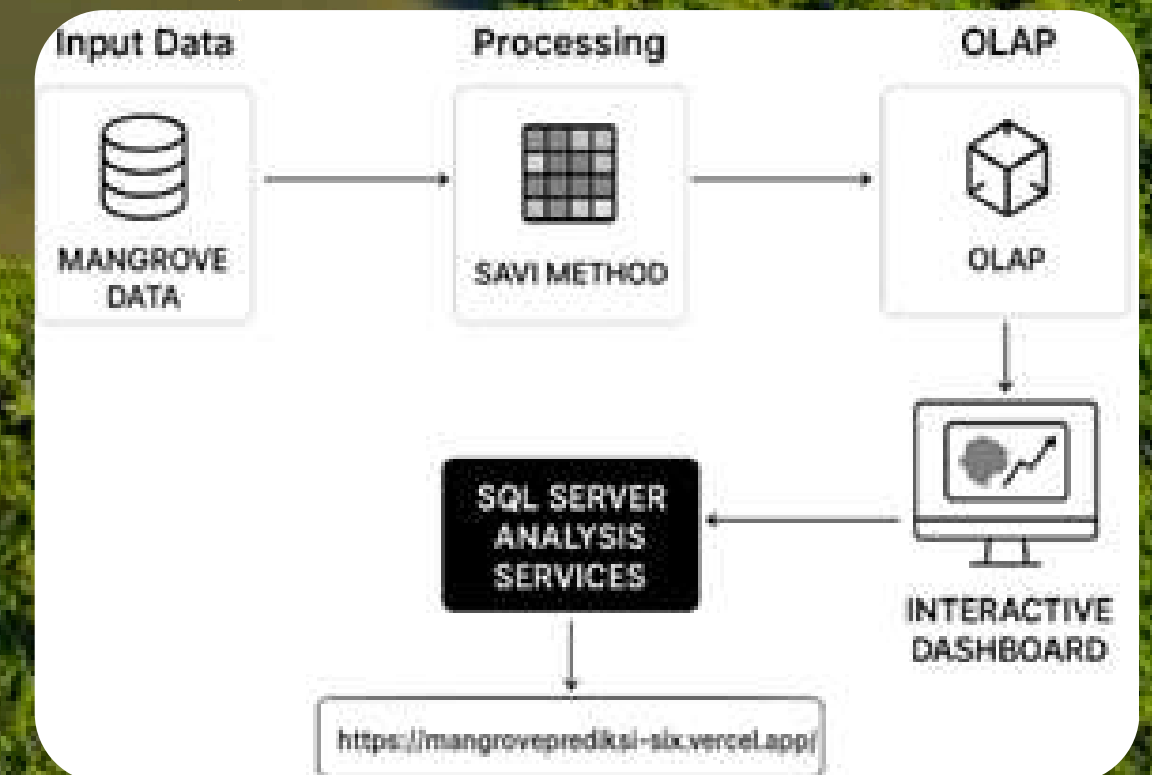 Input Data
Processing
OLAP
MANGROVE
DATA
SAVI METHOD
OLAP
SQL SERVER
ANALYSIS
SERVICES
INTERACTIVE
DASHBOARD
https://mangroveprediksi-six.vercel.app/